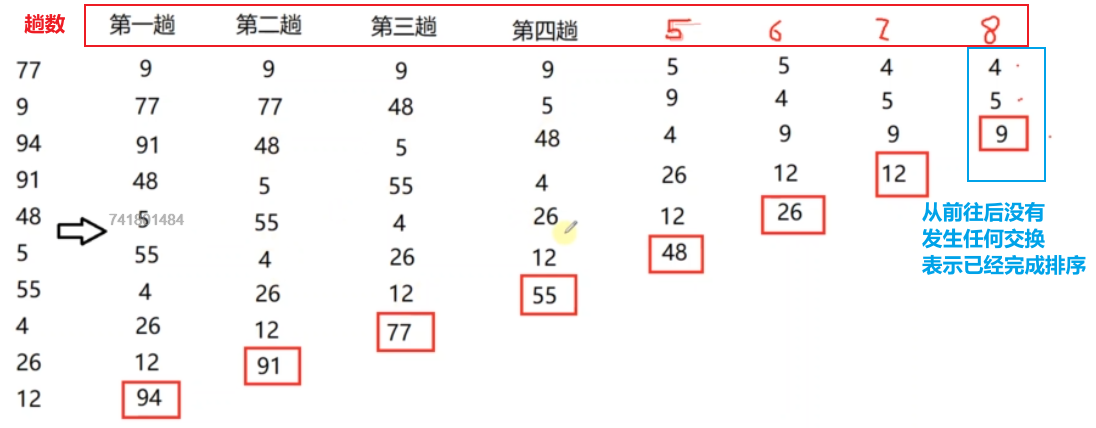 趟数 第一趟 第二趟 第三趟 第四趟 5 6 7 8
77 9 9 9 9 5 5 4 4
9 77 77 48 5 9 4 5 5
94 91 48 5 48 4 9 9 9
91 48 5 55 4 26 12 12
48 5 55 4 26 12 26
741801484
5 55 4 26 12 48
55 4 26 12 55
4 26 12 77
26 12 91
12 94
从前往后没有
发生任何交换
表示已经完成排序